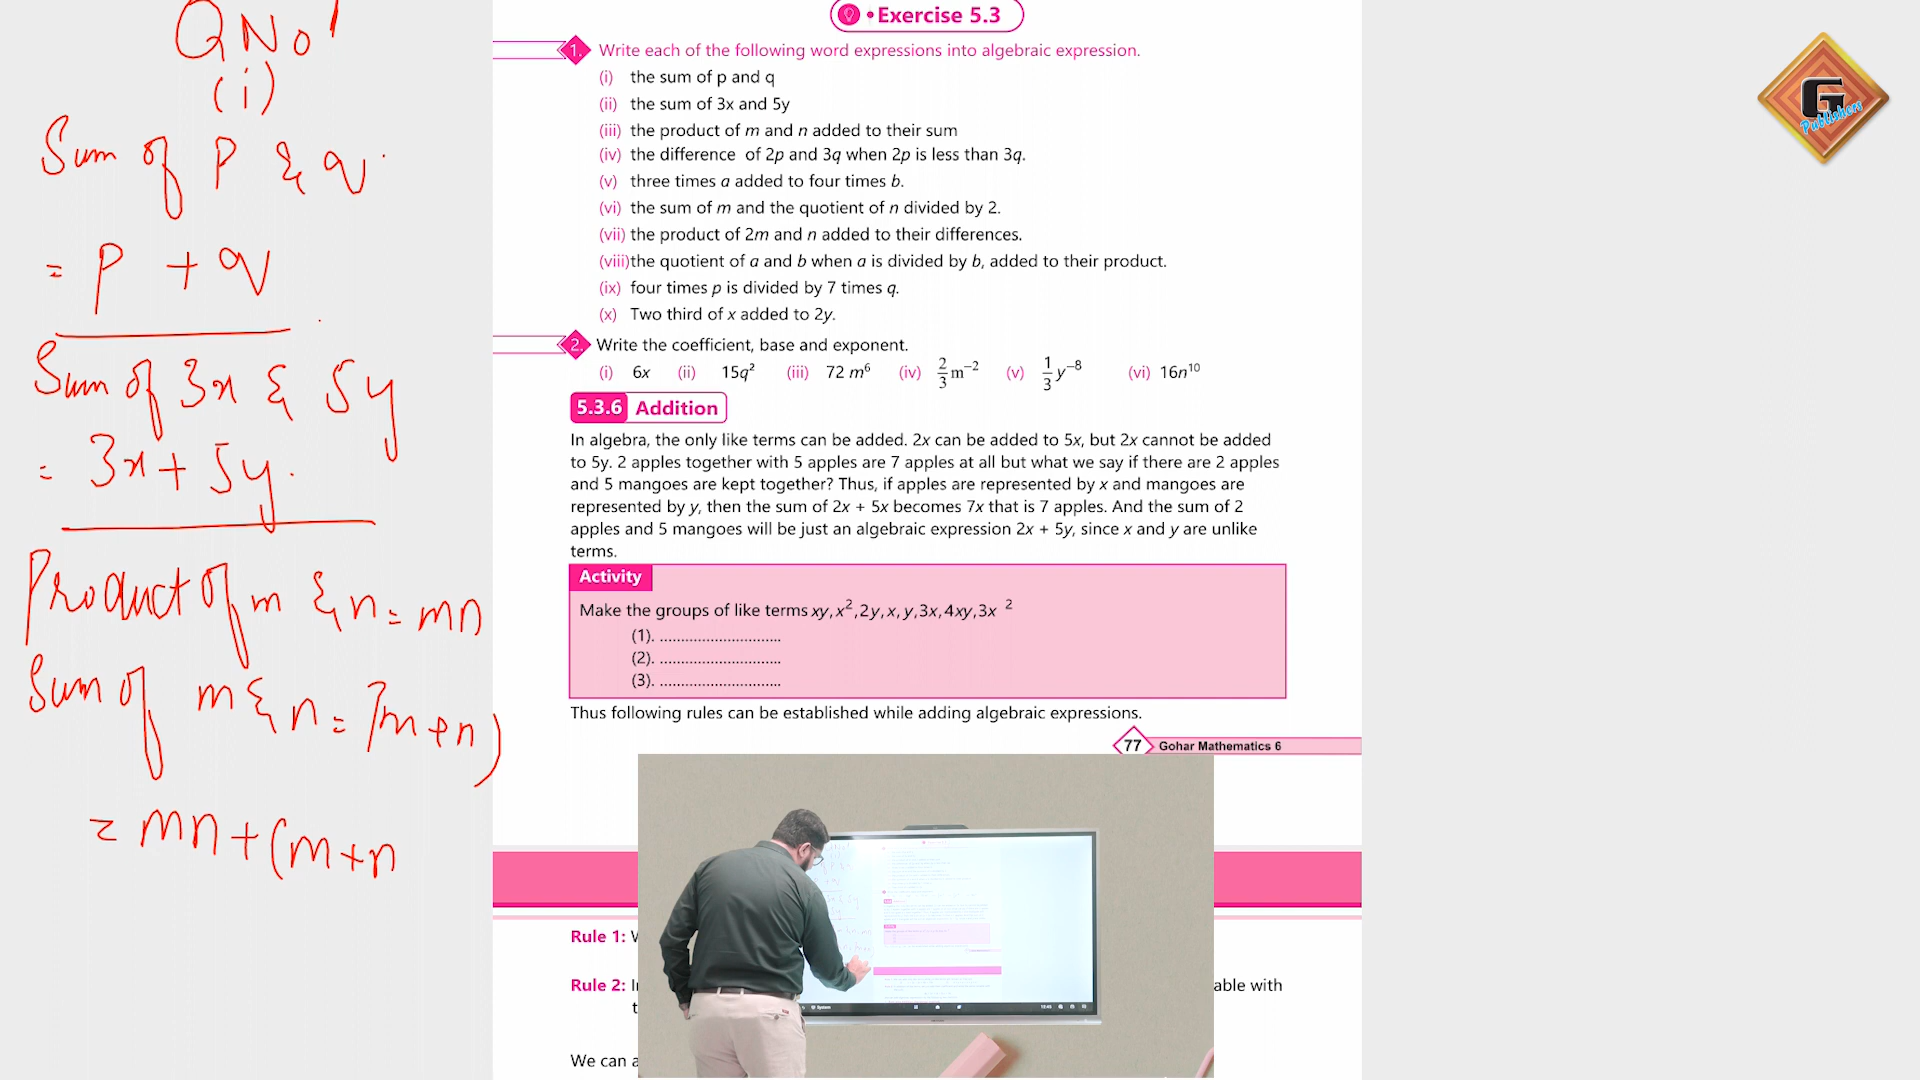 Q No 1
(i)
Sum of P & q.
= P + q
Sum of 3x & 5y
= 3x + 5y.
Product of m & n = mn
Sum of m & n = (m+n)
= mn + (m+n
• Exercise 5.3
1. Write each of the following word expressions into algebraic expression.
(i) the sum of p and q
(ii) the sum of 3x and 5y
(iii) the product of m and n added to their sum
(iv) the difference of 2p and 3q when 2p is less than 3q.
(v) three times a added to four times b.
(vi) the sum of m and the quotient of n divided by 2.
(vii) the product of 2m and n added to their differences.
(viii) the quotient of a and b when a is divided by b, added to their product.
(ix) four times p is divided by 7 times q.
(x) Two third of x added to 2y.
2. Write the coefficient, base and exponent.
(i) 6x (ii) 15q² (iii) 72 m⁶ (iv) 2/3 m⁻² (v) 1/3 y⁻⁸ (vi) 16n¹⁰
5.3.6 Addition
In algebra, the only like terms can be added. 2x can be added to 5x, but 2x cannot be added
to 5y. 2 apples together with 5 apples are 7 apples at all but what we say if there are 2 apples
and 5 mangoes are kept together? Thus, if apples are represented by x and mangoes are
represented by y, then the sum of 2x + 5x becomes 7x that is 7 apples. And the sum of 2
apples and 5 mangoes will be just an algebraic expression 2x + 5y, since x and y are unlike
terms.
Activity
Make the groups of like terms xy, x², 2y, x, y, 3x, 4xy, 3x ²
(1). ............................
(2). ............................
(3). ............................
Thus following rules can be established while adding algebraic expressions.
77 Gohar Mathematics 6
Rule 1:
Rule 2: able with
We can a
G
Publishers